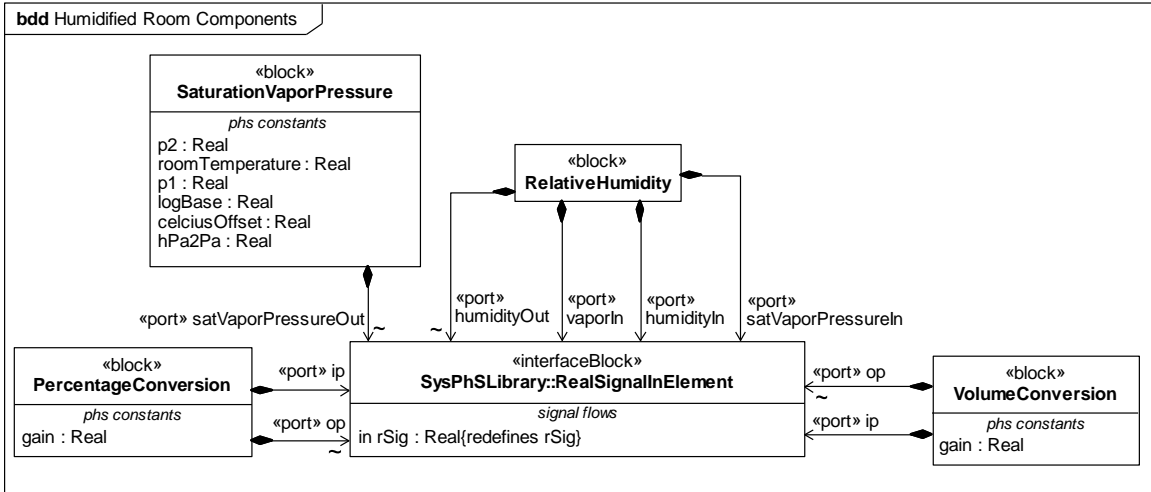 bdd Humidified Room Components
«block»
SaturationVaporPressure
phs constants
p2 : Real
roomTemperature : Real
p1 : Real
logBase : Real
celciusOffset : Real
hPa2Pa : Real
«block»
RelativeHumidity
«port» satVaporPressureOut
~
«port»
humidityOut
~
«port»
vaporIn
«port»
humidityIn
«port»
satVaporPressureIn
«block»
PercentageConversion
phs constants
gain : Real
«port» ip
«port» op
~
«interfaceBlock»
SysPhSLibrary::RealSignalInElement
signal flows
in rSig : Real{redefines rSig}
«port» op
~
«port» ip
«block»
VolumeConversion
phs constants
gain : Real